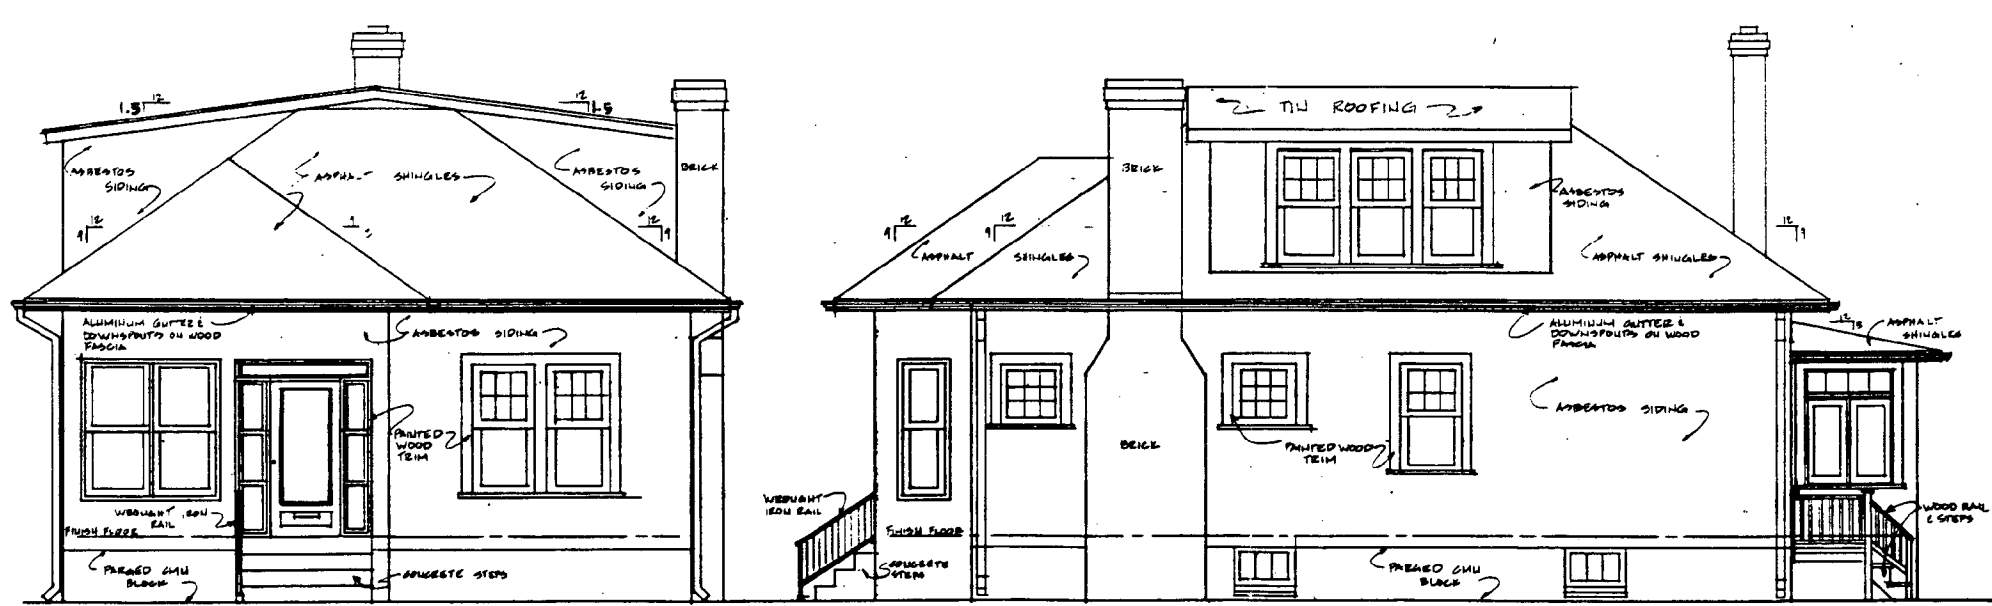 12
1.5
12
1.5
ASBESTOS
SIDING
ASPHALT SHINGLES
ASBESTOS
SIDING
BRICK
12
9
12
9
ALUMINUM GUTTER &
DOWNSPOUTS ON WOOD
FASCIA
ASBESTOS SIDING
PAINTED
WOOD
TRIM
WROUGHT IRON
RAIL
FINISH FLOOR
PARGED CMU
BLOCK
CONCRETE STEPS
TIN ROOFING
BRICK
ASBESTOS
SIDING
12
9
12
9
12
9
ASPHALT SHINGLES
ASPHALT SHINGLES
ALUMINUM GUTTER &
DOWNSPOUTS ON WOOD
FASCIA
12
ASPHALT
SHINGLES
ASBESTOS SIDING
BRICK
PAINTED WOOD
TRIM
WROUGHT
IRON RAIL
FINISH FLOOR
CONCRETE
STEPS
PARGED CMU
BLOCK
WOOD RAIL
& STEPS